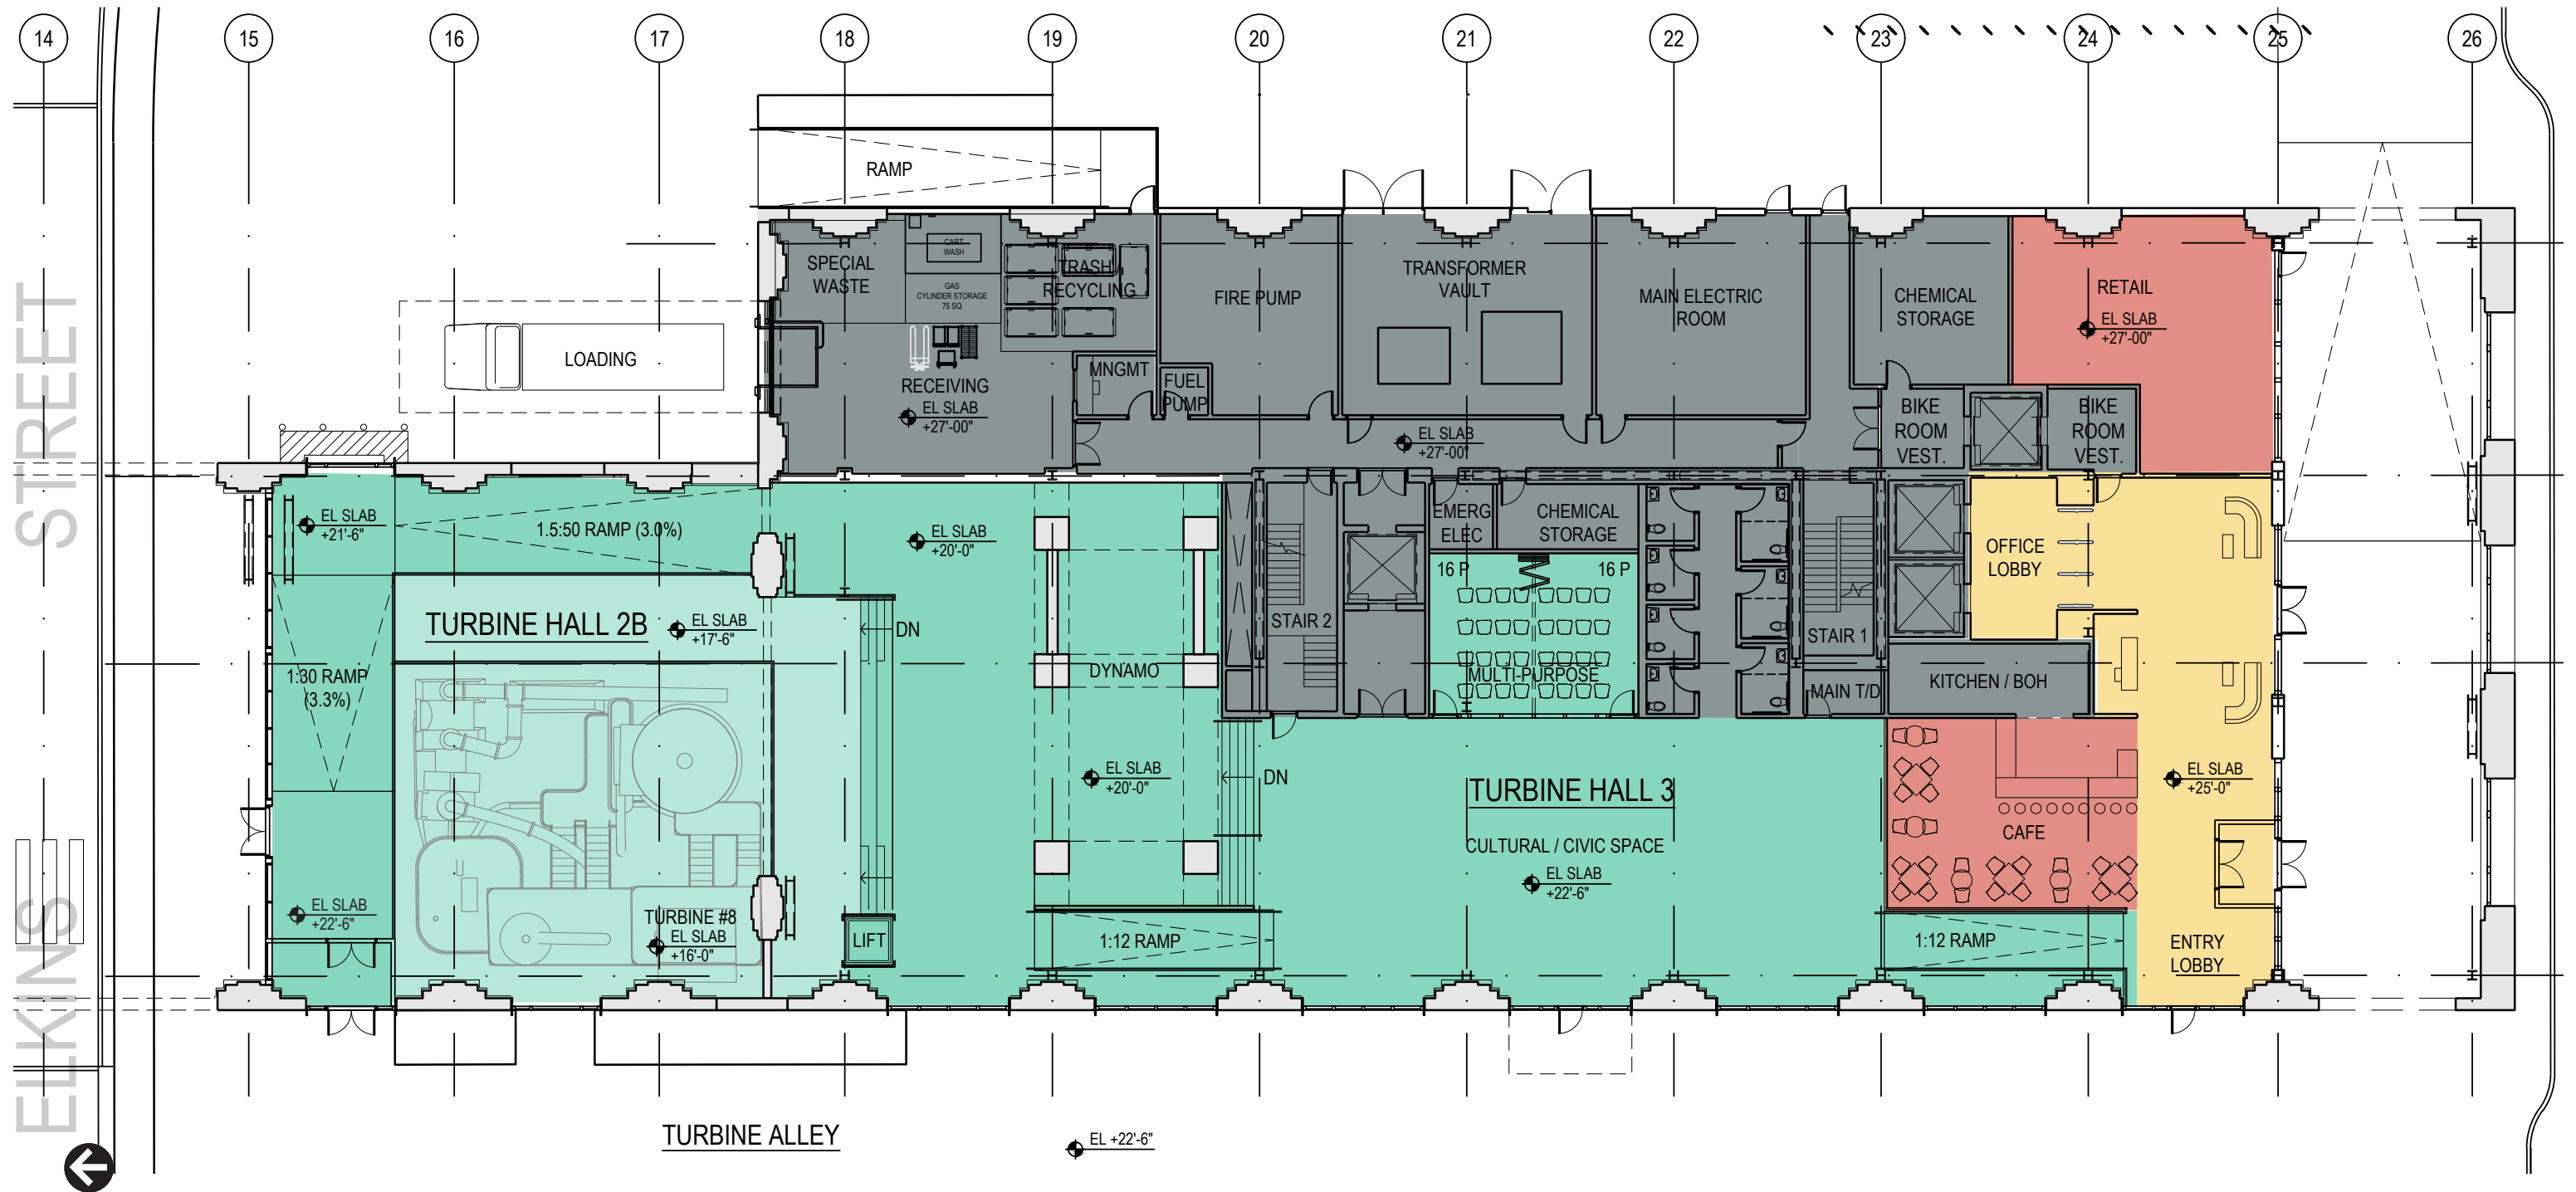 14
15
16
17
18
19
20
21
22
23
24
25
26
RAMP
SPECIAL
WASTE
CART
WASH
GAS
CYLINDER STORAGE
75 SQ
TRASH
RECYCLING
FIRE PUMP
TRANSFORMER
VAULT
MAIN ELECTRIC
ROOM
CHEMICAL
STORAGE
RETAIL
EL SLAB
+27'-00"
LOADING
RECEIVING
EL SLAB
+27'-00"
MNGMT
FUEL
PUMP
EL SLAB
+27'-00"
BIKE
ROOM
VEST.
BIKE
ROOM
VEST.
STREET
ELKINS
EL SLAB
+21'-6"
1.5:50 RAMP (3.0%)
EL SLAB
+20'-0"
EMERG
ELEC
CHEMICAL
STORAGE
OFFICE
LOBBY
16 P
16 P
TURBINE HALL 2B
EL SLAB
+17'-6"
DN
STAIR 2
STAIR 1
1:30 RAMP
(3.3%)
DYNAMO
MULTI-PURPOSE
MAIN T/D
KITCHEN / BOH
EL SLAB
+20'-0"
DN
TURBINE HALL 3
CULTURAL / CIVIC SPACE
EL SLAB
+22'-6"
CAFE
EL SLAB
+25'-0"
EL SLAB
+22'-6"
TURBINE #8
EL SLAB
+16'-0"
LIFT
1:12 RAMP
1:12 RAMP
ENTRY
LOBBY
TURBINE ALLEY
EL +22'-6"